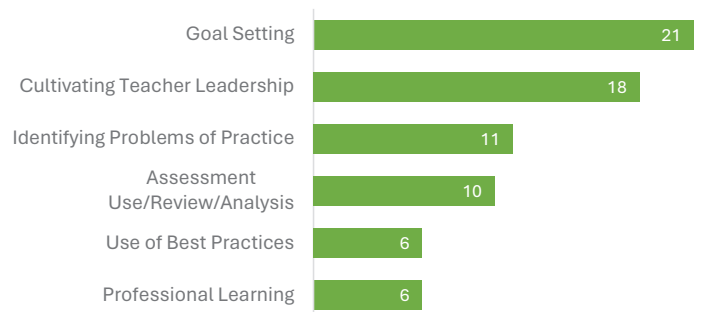 Goal Setting 21
Cultivating Teacher Leadership 18
Identifying Problems of Practice 11
Assessment
Use/Review/Analysis 10
Use of Best Practices 6
Professional Learning 6